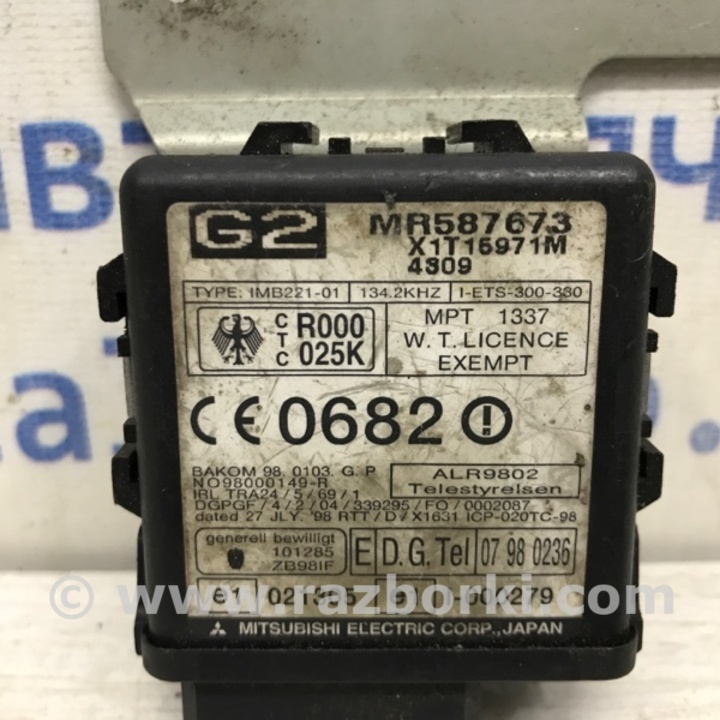 G2 MR587673
X1T15971M
4309
TYPE: IMB221-01 134.2KHZ I-ETS-300-330
CTC R000 025K
MPT 1337
W. T. LICENCE
EXEMPT
CE 0682
BAKOM 98. 0103. G. P
NO98000149-R
IRL TRA24 / 5 / 69 / 1
ALR9802
Telestyrelsen
DGPGF / 4 / 2 / 04 / 339295 / FO / 0002087
dated 27 JLY. '98 RTT / D / X1631 ICP-020TC-98
generell bewilligt
101285
ZB98IF
E D. G. Tel 07 98 0236
e1
MITSUBISHI ELECTRIC CORP., JAPAN
© www.razborki.com